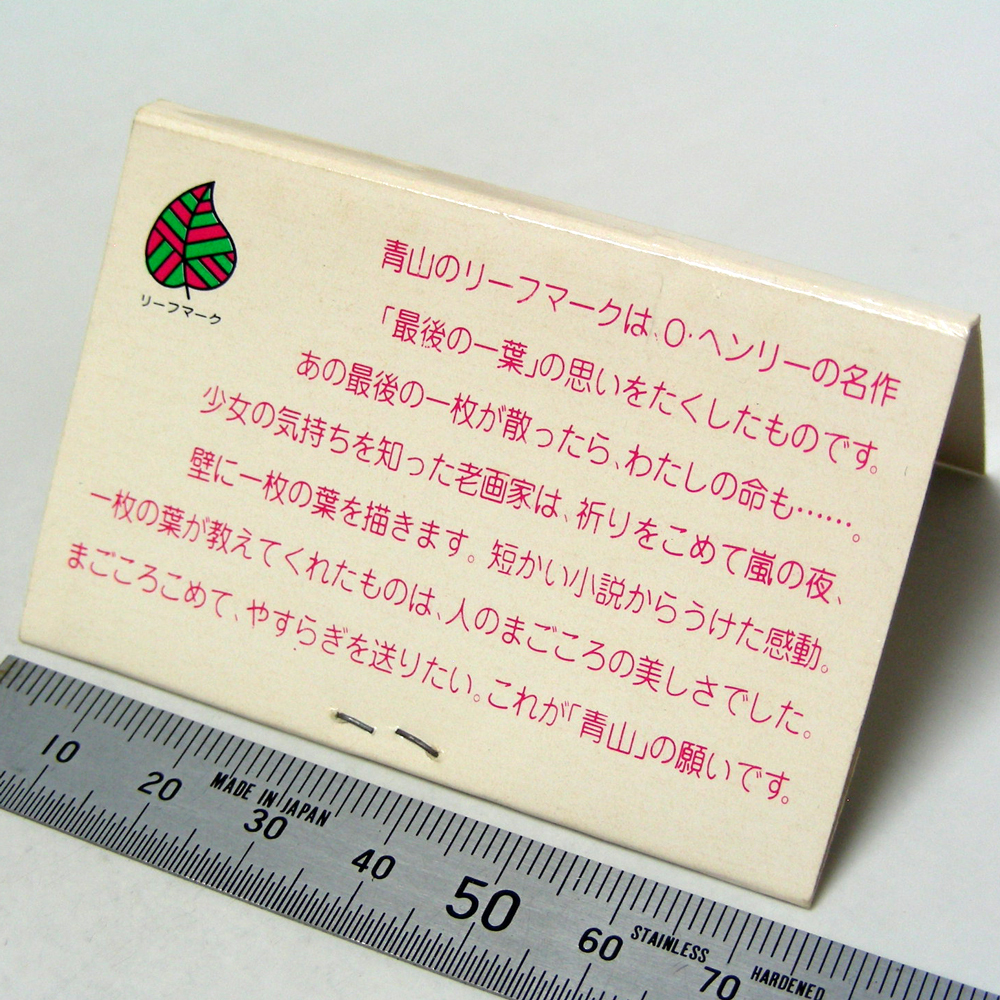 リーフマーク
青山のリーフマークは、O・ヘンリーの名作
「最後の一葉」の思いをたくしたものです。
あの最後の一枚が散ったら、わたしの命も……。
少女の気持ちを知った老画家は、祈りをこめて嵐の夜、
壁に一枚の葉を描きます。短かい小説からうけた感動。
一枚の葉が教えてくれたものは、人のまごころの美しさでした。
まごころこめて、やすらぎを送りたい。これが「青山」の願いです。
10 20 MADE IN JAPAN 30 40 50 60 STAINLESS 70 HARDENED